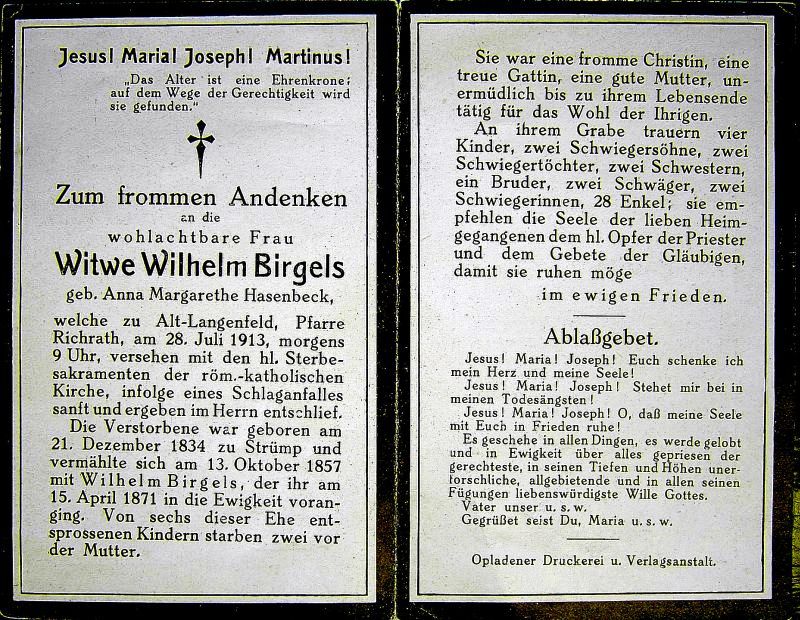 Jesus! Maria! Joseph! Martinus!
„Das Alter ist eine Ehrenkrone;
auf dem Wege der Gerechtigkeit wird
sie gefunden.“
Zum frommen Andenken
an die
wohlachtbare Frau
Witwe Wilhelm Birgels
geb. Anna Margarethe Hasenbeck,
welche zu Alt-Langenfeld, Pfarre
Richrath, am 28. Juli 1913, morgens
9 Uhr, versehen mit den hl. Sterbe-
sakramenten der röm.-katholischen
Kirche, infolge eines Schlaganfalles
sanft und ergeben im Herrn entschlief.
Die Verstorbene war geboren am
21. Dezember 1834 zu Strümp und
vermählte sich am 13. Oktober 1857
mit Wilhelm Birgels, der ihr am
15. April 1871 in die Ewigkeit voran-
ging. Von sechs dieser Ehe ent-
sprossenen Kindern starben zwei vor
der Mutter.
Sie war eine fromme Christin, eine
treue Gattin, eine gute Mutter, un-
ermüdlich bis zu ihrem Lebensende
tätig für das Wohl der Ihrigen.
An ihrem Grabe trauern vier
Kinder, zwei Schwiegersöhne, zwei
Schwiegertöchter, zwei Schwestern,
ein Bruder, zwei Schwäger, zwei
Schwiegerinnen, 28 Enkel; sie em-
pfehlen die Seele der lieben Heim-
gegangenen dem hl. Opfer der Priester
und dem Gebete der Gläubigen,
damit sie ruhen möge
im ewigen Frieden.
Ablaßgebet.
Jesus! Maria! Joseph! Euch schenke ich
mein Herz und meine Seele!
Jesus! Maria! Joseph! Stehet mir bei in
meinen Todesängsten!
Jesus! Maria! Joseph! O, daß meine Seele
mit Euch in Frieden ruhe!
Es geschehe in allen Dingen, es werde gelobt
und in Ewigkeit über alles gepriesen der
gerechteste, in seinen Tiefen und Höhen uner-
forschliche, allgebietende und in allen seinen
Fügungen liebenswürdigste Wille Gottes.
Vater unser u. s. w.
Gegrüßet seist Du, Maria u. s. w.
Opladener Druckerei u. Verlagsanstalt.